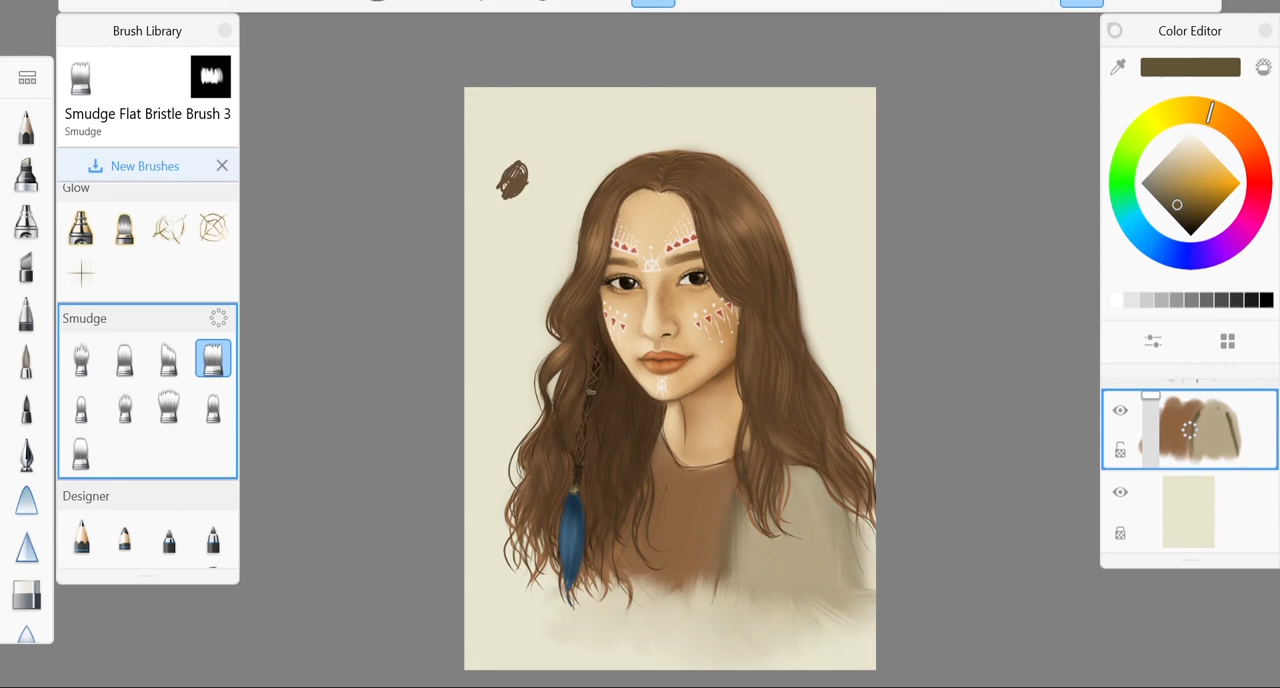 Brush Library
Smudge Flat Bristle Brush 3
Smudge
New Brushes
Glow
Smudge
Designer
Color Editor